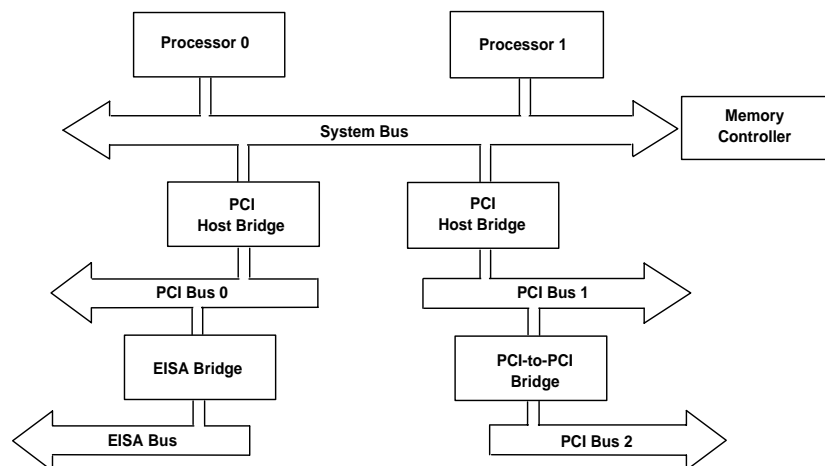 Processor 0
Processor 1
System Bus
Memory
Controller
PCI
Host Bridge
PCI
Host Bridge
PCI Bus 0
PCI Bus 1
EISA Bridge
PCI-to-PCI
Bridge
EISA Bus
PCI Bus 2